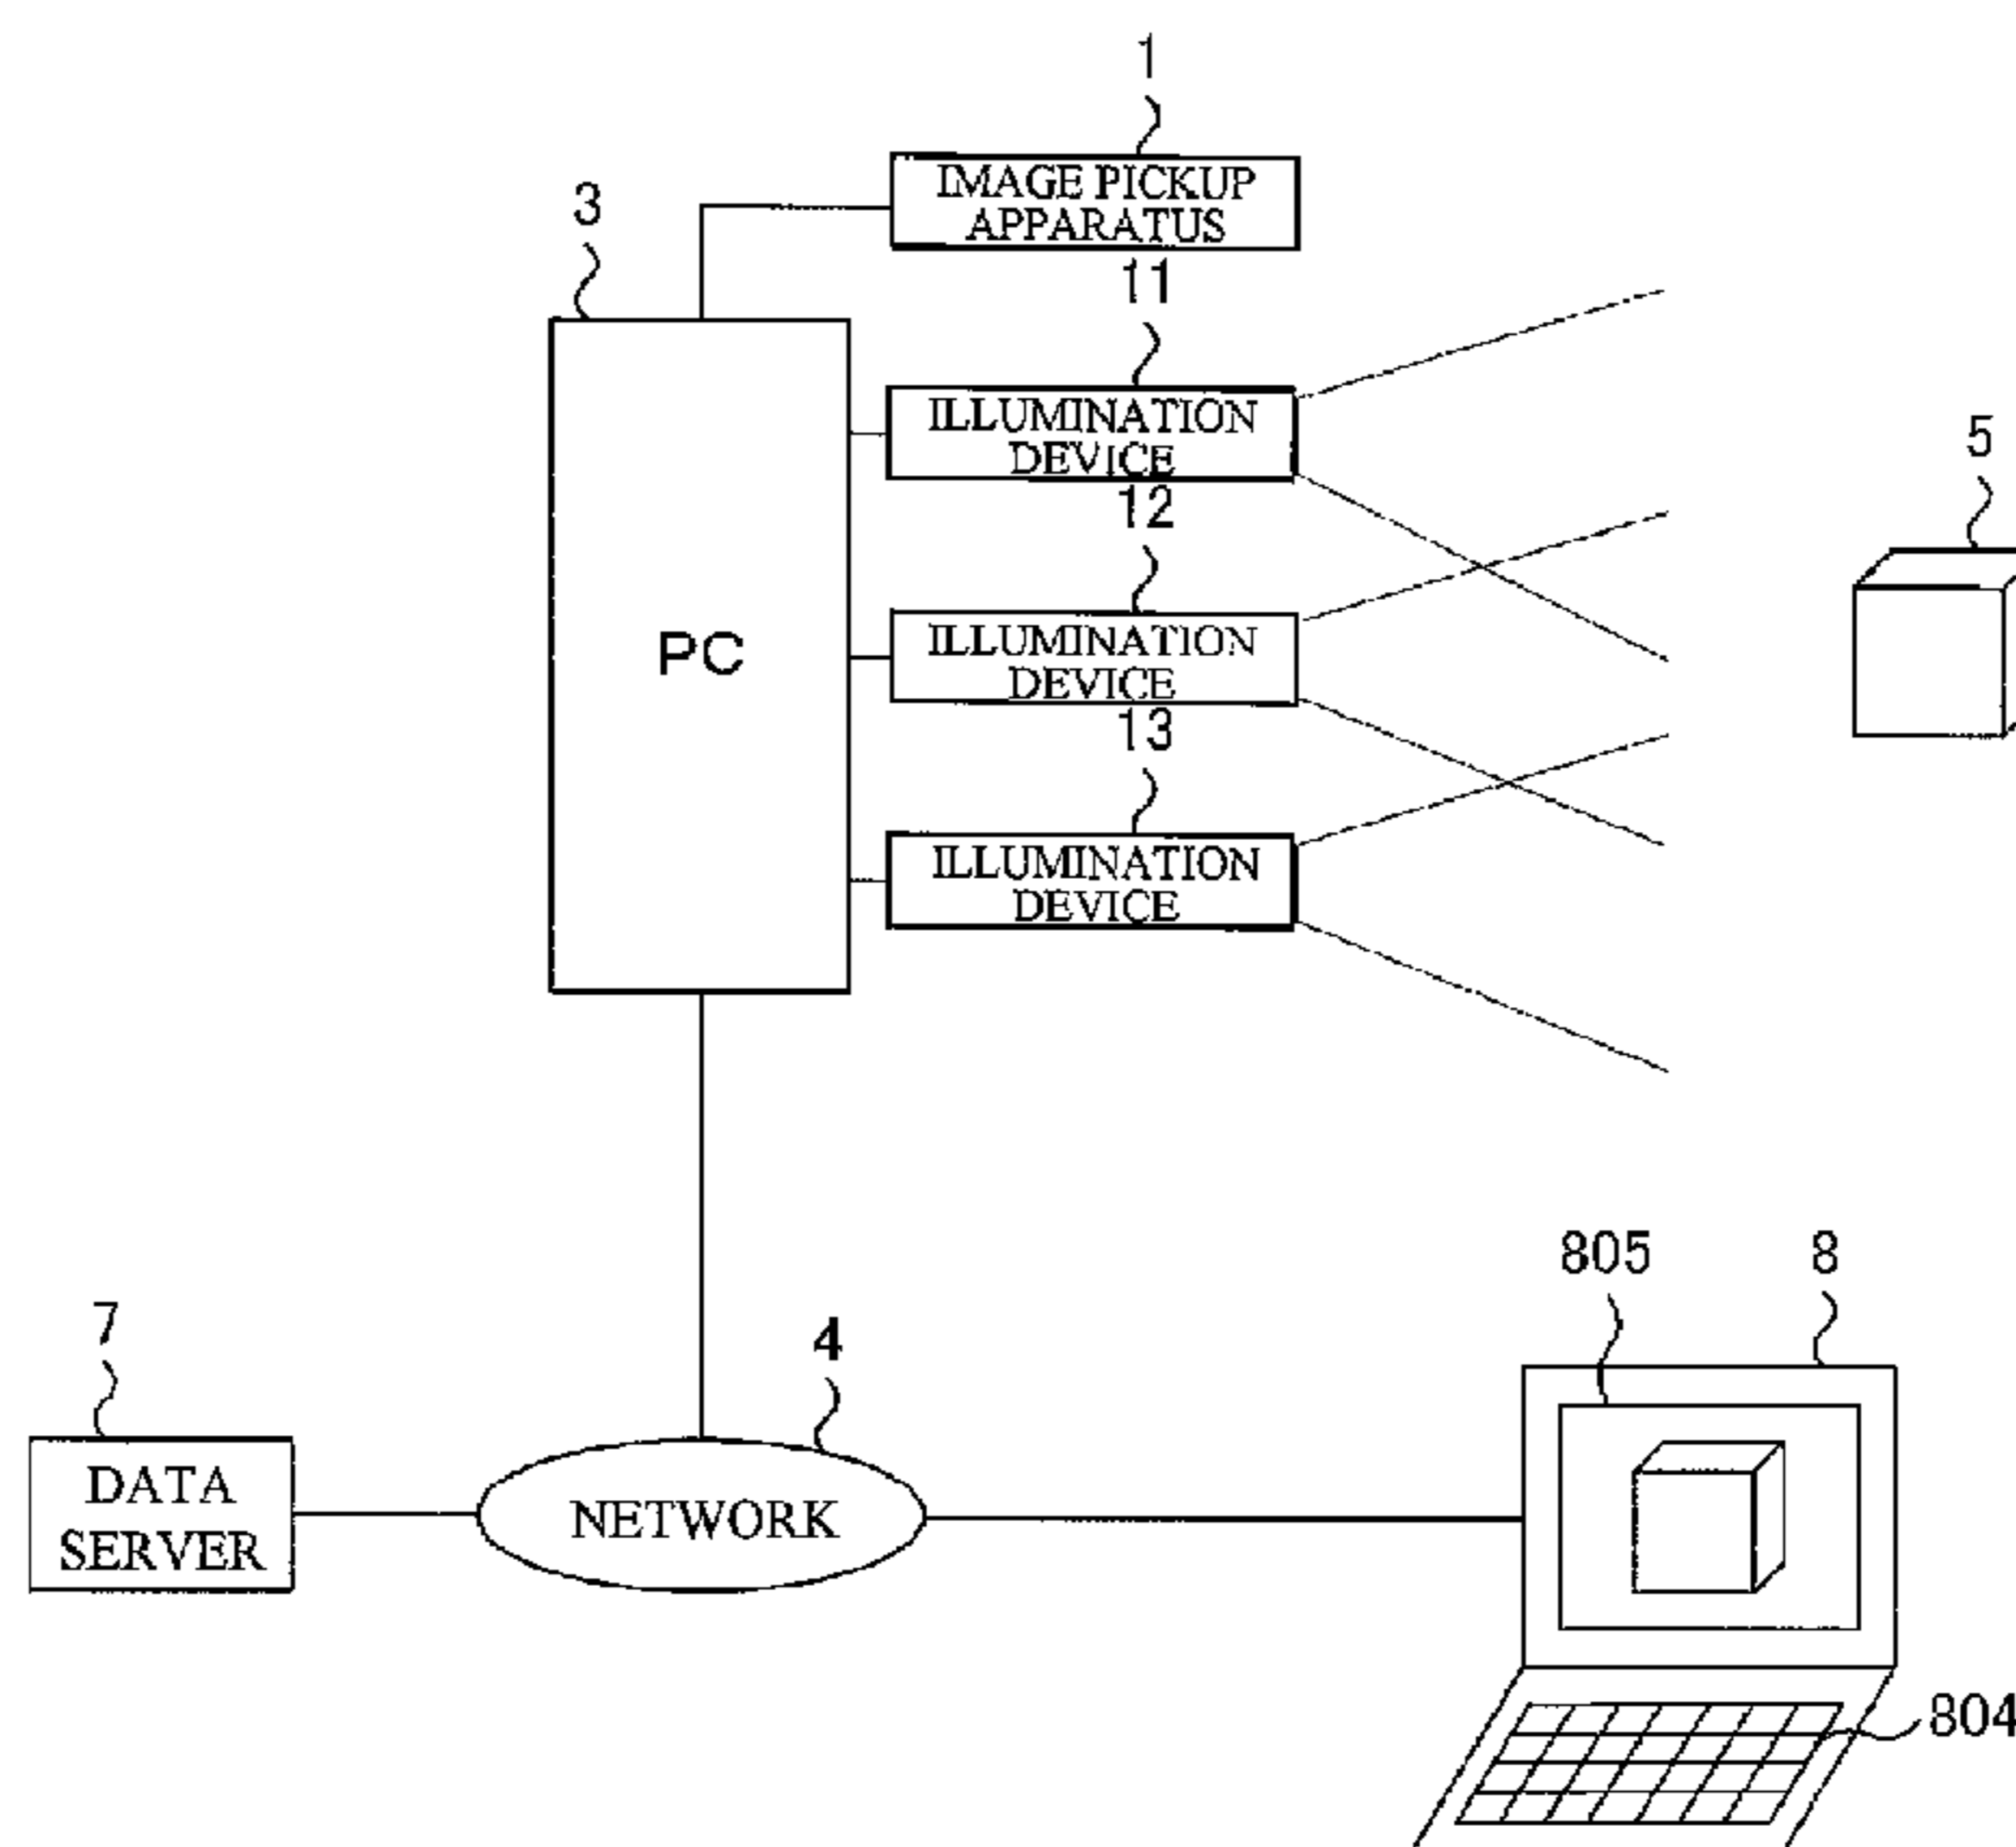 1
IMAGE PICKUP
APPARATUS
3
11
ILLUMINATION
DEVICE
5
12
PC
ILLUMINATION
DEVICE
13
ILLUMINATION
DEVICE
805
8
7
4
DATA
SERVER
NETWORK
804